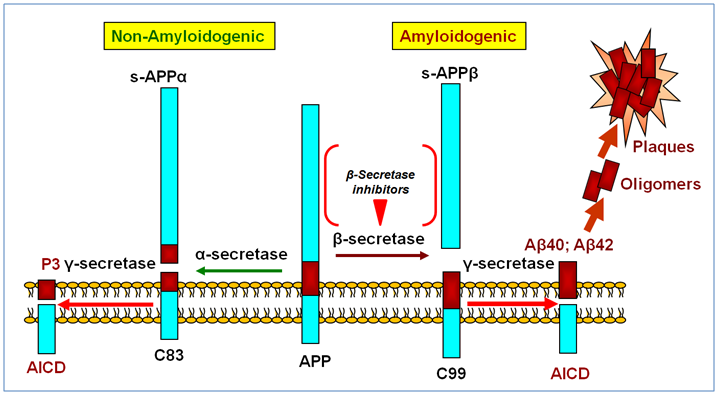 Non-Amyloidogenic
Amyloidogenic
s-APPα
s-APPβ
β-Secretase
inhibitors
Plaques
Oligomers
β-secretase
Aβ40; Aβ42
P3
γ-secretase
α-secretase
γ-secretase
AICD
C83
APP
C99
AICD